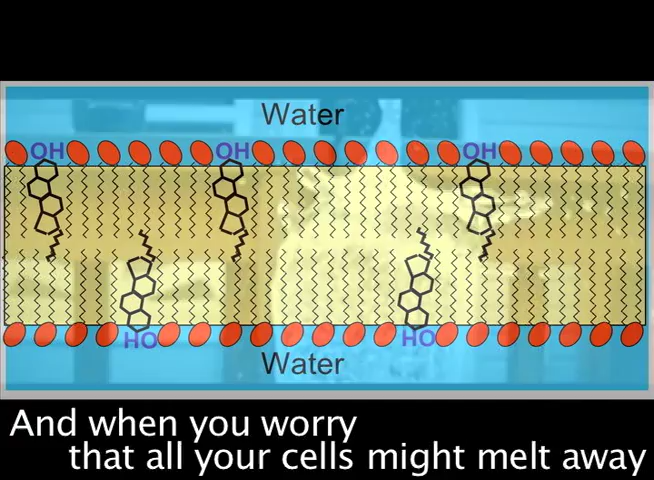 Water
OH OH OH
HO HO
Water
And when you worry
that all your cells might melt away